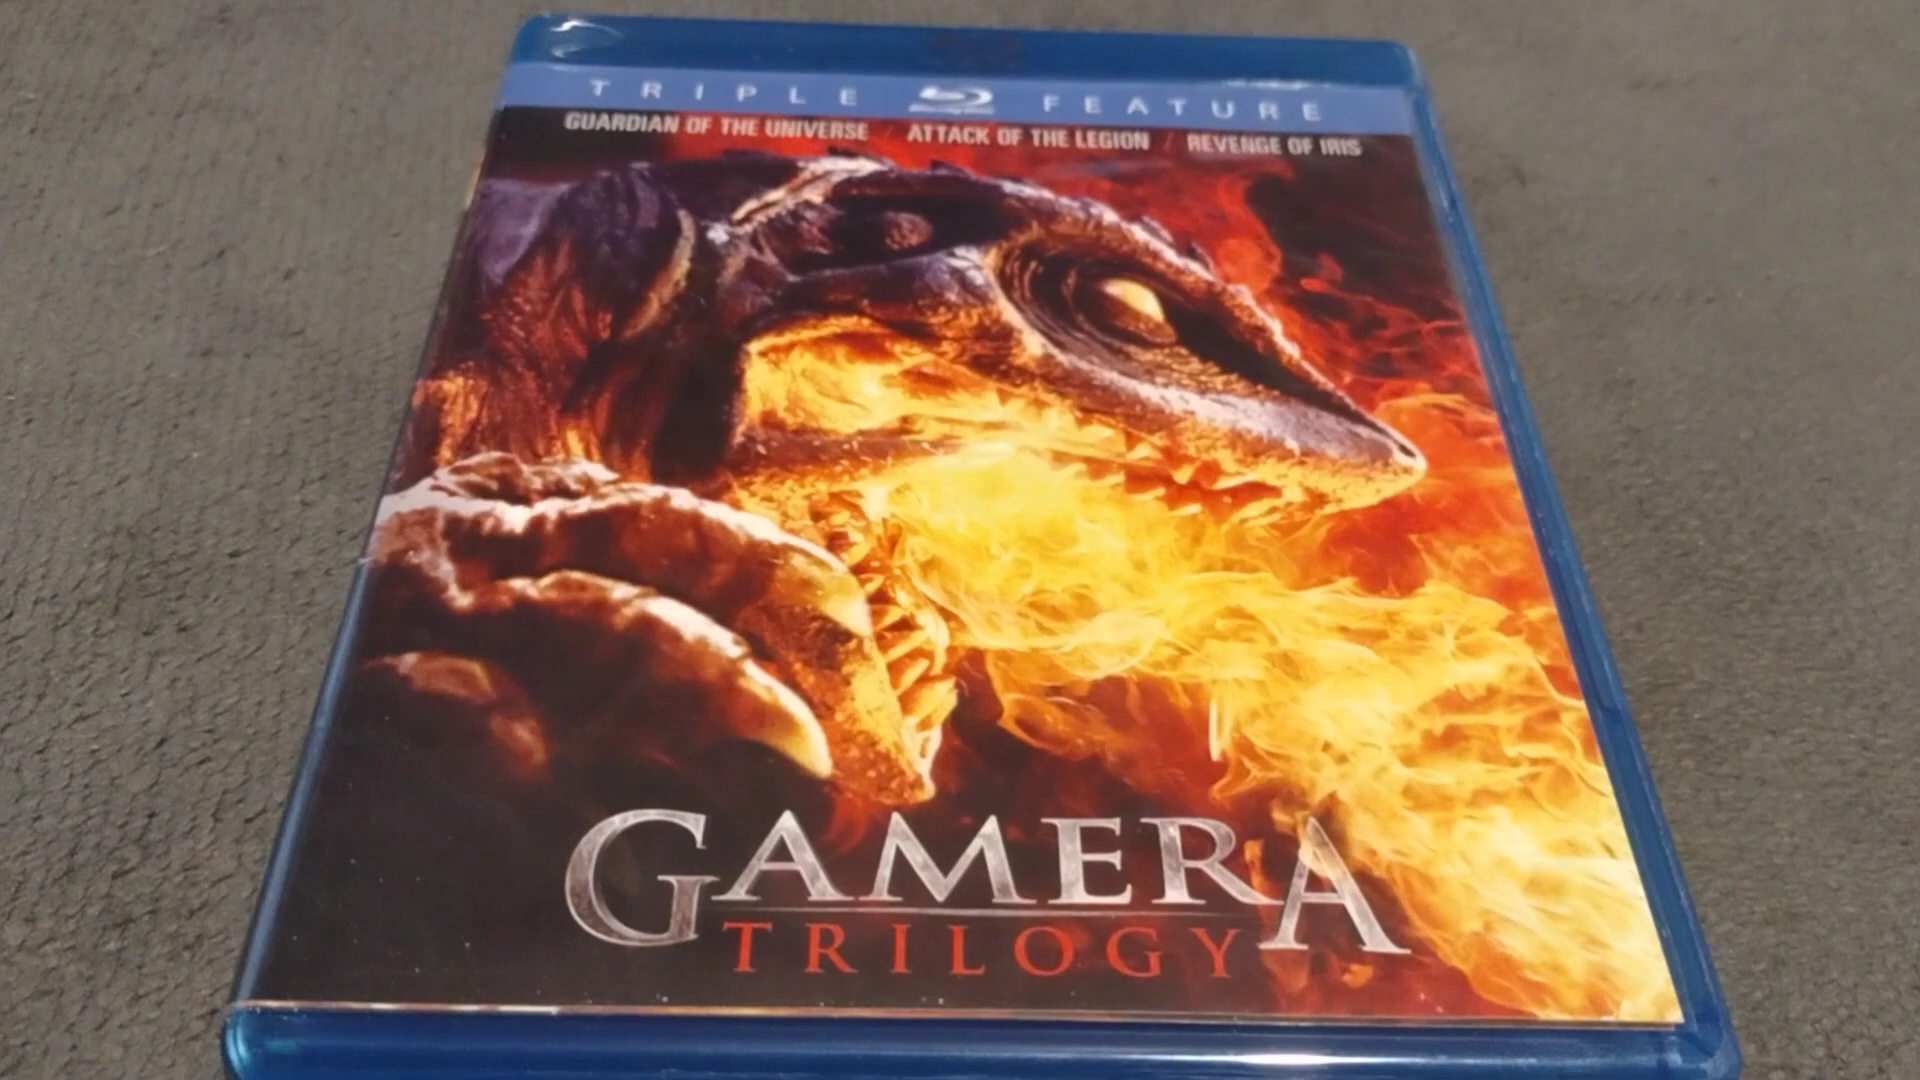 TRIPLE FEATURE
GUARDIAN OF THE UNIVERSE / ATTACK OF THE LEGION / REVENGE OF IRIS
GAMERA
TRILOGY